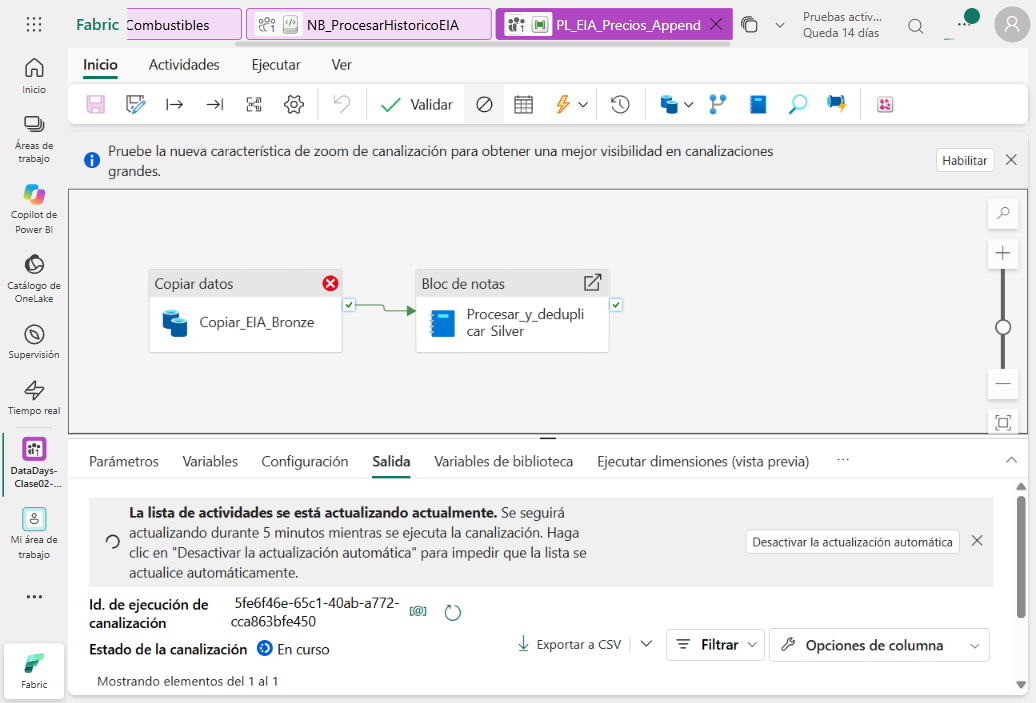 Fabric
Combustibles
NB_ProcesarHistoricoEIA
PL_EIA_Precios_Append
Pruebas activ...
Queda 14 días
Inicio
Actividades
Ejecutar
Ver
Validar
Pruebe la nueva característica de zoom de canalización para obtener una mejor visibilidad en canalizaciones
grandes.
Habilitar
Inicio
Áreas de
trabajo
Copilot de
Power BI
Catálogo de
OneLake
Supervisión
Tiempo real
DataDays-
Clase02-...
Mi área de
trabajo
Fabric
Copiar datos
Copiar_EIA_Bronze
Bloc de notas
Procesar_y_dedupli
car Silver
Parámetros
Variables
Configuración
Salida
Variables de biblioteca
Ejecutar dimensiones (vista previa)
La lista de actividades se está actualizando actualmente. Se seguirá
actualizando durante 5 minutos mientras se ejecuta la canalización. Haga
clic en "Desactivar la actualización automática" para impedir que la lista se
actualice automáticamente.
Desactivar la actualización automática
Id. de ejecución de
canalización
5fe6f46e-65c1-40ab-a772-
cca863bfe450
Estado de la canalización
En curso
Exportar a CSV
Filtrar
Opciones de columna
Mostrando elementos del 1 al 1